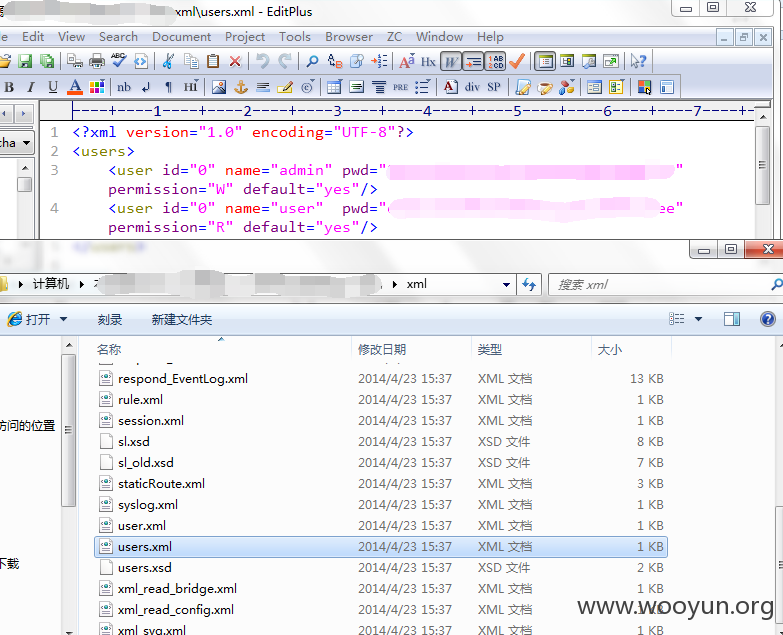 xml\users.xml - EditPlus
Edit View Search Document Project Tools Browser ZC Window Help
B I U A nb ¶ HI PRE A div SP
----+----1----+----2----+----3----+----4----+----5----+----6----+----7----+--
cha
1 <?xml version="1.0" encoding="UTF-8"?>
2 <users>
3 <user id="0" name="admin" pwd=" "
permission="W" default="yes"/>
4 <user id="0" name="user" pwd=" ee"
permission="R" default="yes"/>
计算机 xml 搜索 xml
打开 刻录 新建文件夹
名称 修改日期 类型 大小
respond_EventLog.xml 2014/4/23 15:37 XML 文档 13 KB
rule.xml 2014/4/23 15:37 XML 文档 1 KB
session.xml 2014/4/23 15:37 XML 文档 1 KB
访问的位置
sl.xsd 2014/4/23 15:37 XSD 文件 8 KB
sl_old.xsd 2014/4/23 15:37 XSD 文件 7 KB
staticRoute.xml 2014/4/23 15:37 XML 文档 3 KB
syslog.xml 2014/4/23 15:37 XML 文档 1 KB
user.xml 2014/4/23 15:37 XML 文档 1 KB
users.xml 2014/4/23 15:37 XML 文档 1 KB
下载
users.xsd 2014/4/23 15:37 XSD 文件 2 KB
xml_read_bridge.xml 2014/4/23 15:37 XML 文档 1 KB
xml_read_config.xml 2014/4/23 15:37 XML 文档 1 KB
xml_svg.xml 2014/4/23 15:37 XML 文档 1 KB
www.wooyun.org